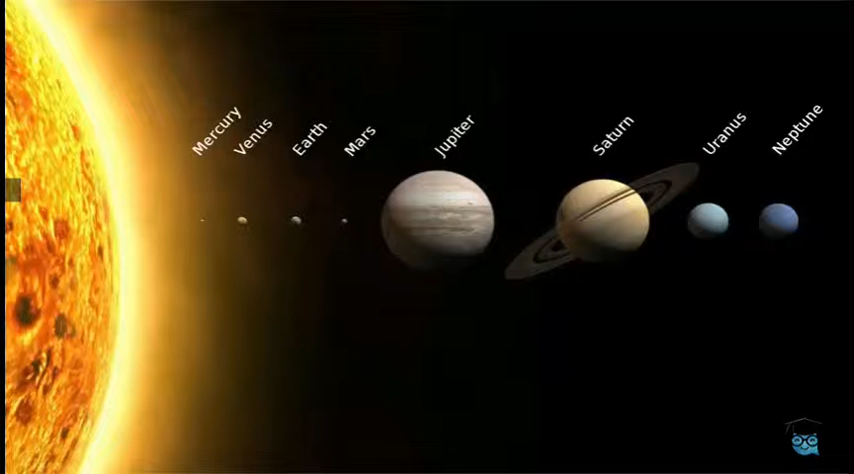 Mercury
Venus
Earth
Mars
Jupiter
Saturn
Uranus
Neptune